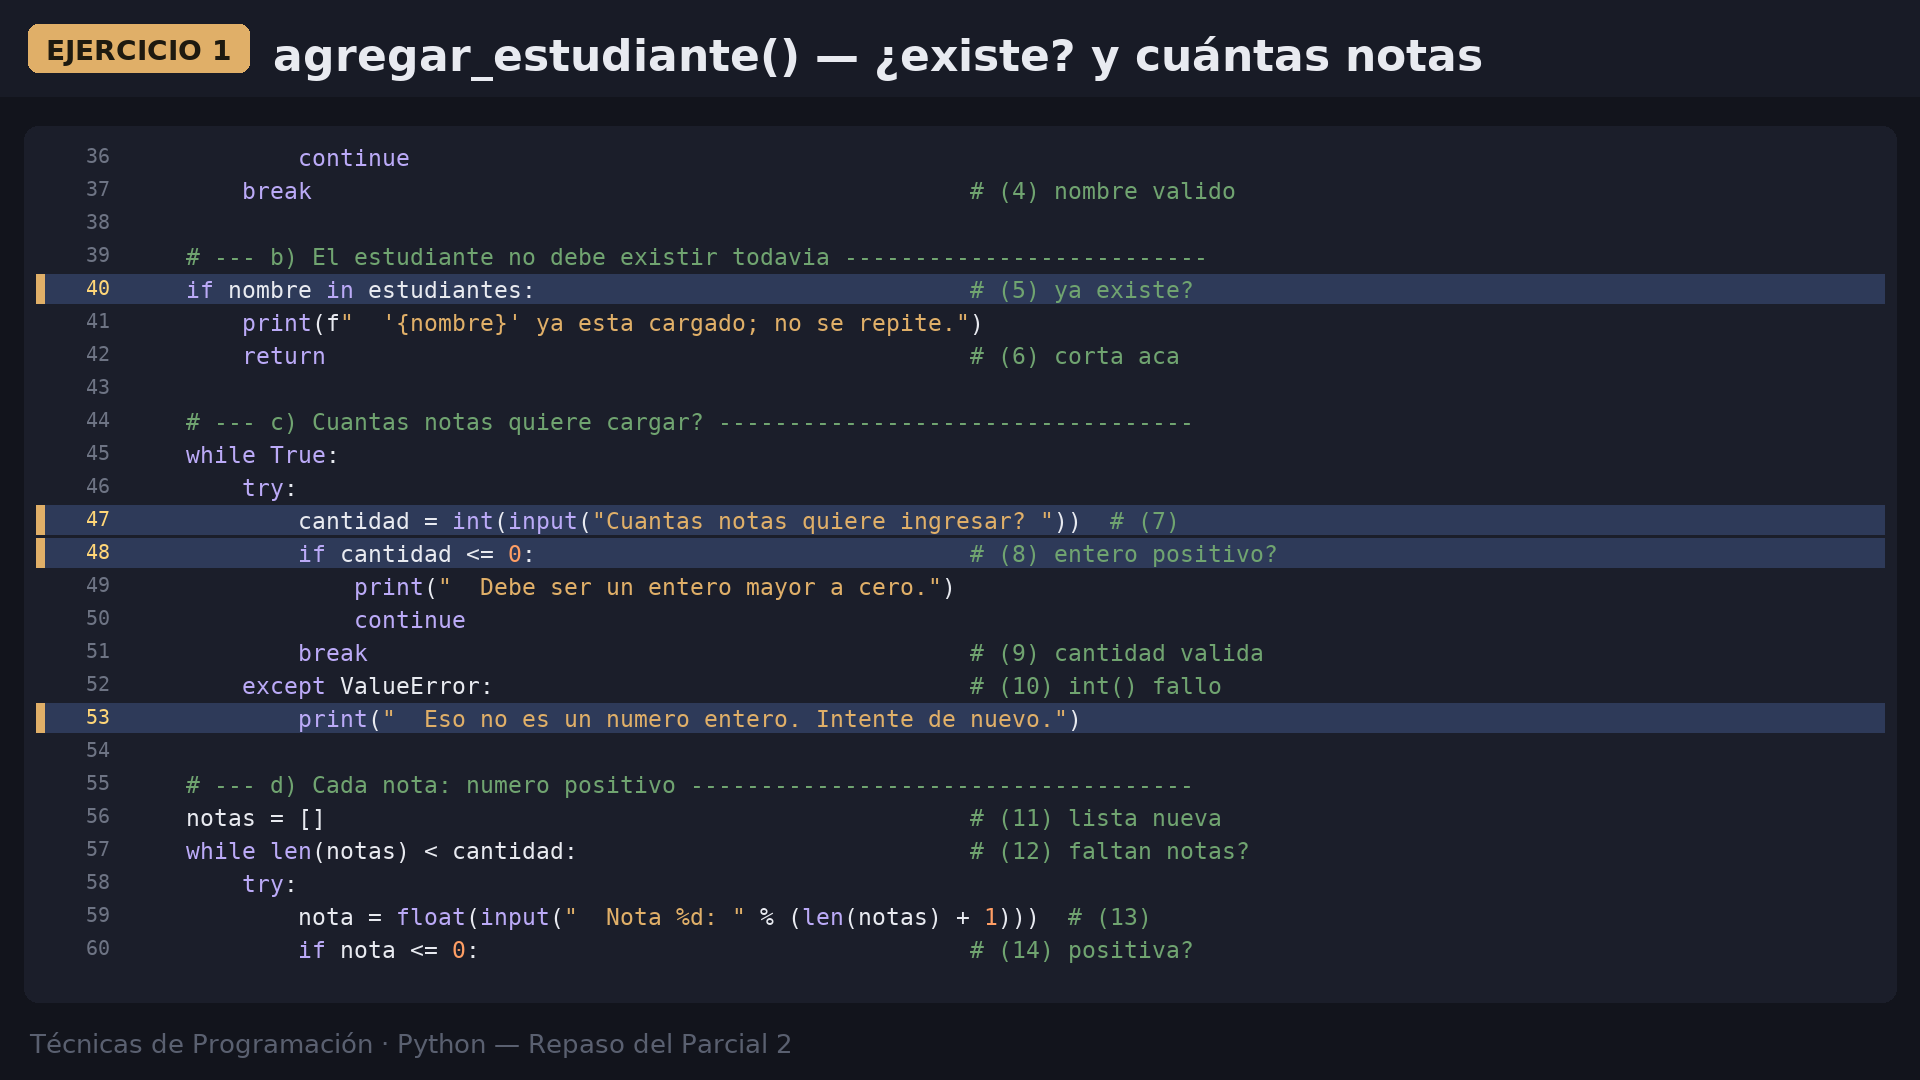 EJERCICIO 1 agregar_estudiante() — ¿existe? y cuántas notas
36 continue
37 break # (4) nombre valido
38
39 # --- b) El estudiante no debe existir todavia --------------------------
40 if nombre in estudiantes: # (5) ya existe?
41 print(f"  '{nombre}' ya esta cargado; no se repite.")
42 return # (6) corta aca
43
44 # --- c) Cuantas notas quiere cargar? ----------------------------------
45 while True:
46 try:
47 cantidad = int(input("Cuantas notas quiere ingresar? "))  # (7)
48 if cantidad <= 0: # (8) entero positivo?
49 print("  Debe ser un entero mayor a cero.")
50 continue
51 break # (9) cantidad valida
52 except ValueError: # (10) int() fallo
53 print("  Eso no es un numero entero. Intente de nuevo.")
54
55 # --- d) Cada nota: numero positivo ------------------------------------
56 notas = [] # (11) lista nueva
57 while len(notas) < cantidad: # (12) faltan notas?
58 try:
59 nota = float(input("  Nota %d: " % (len(notas) + 1)))  # (13)
60 if nota <= 0: # (14) positiva?
Técnicas de Programación · Python — Repaso del Parcial 2